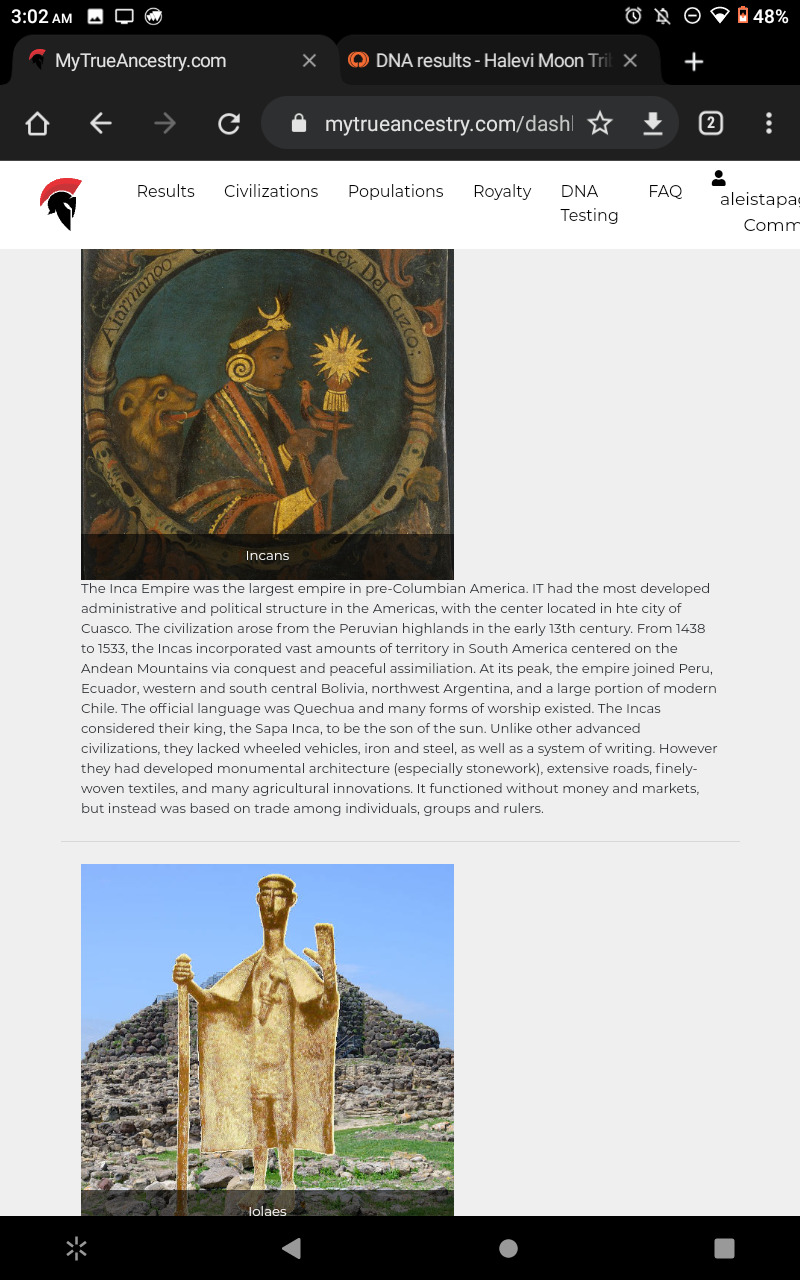 3:02 AM
48%
MyTrueAncestry.com
DNA results - Halevi Moon Tri
mytrueancestry.com/dashl
2
Results Civilizations Populations Royalty DNA Testing FAQ
aleistapa
Comm
Atarnanpo
Rey Del Cuzco:
Incans
The Inca Empire was the largest empire in pre-Columbian America. IT had the most developed
administrative and political structure in the Americas, with the center located in hte city of
Cuasco. The civilization arose from the Peruvian highlands in the early 13th century. From 1438
to 1533, the Incas incorporated vast amounts of territory in South America centered on the
Andean Mountains via conquest and peaceful assimiliation. At its peak, the empire joined Peru,
Ecuador, western and south central Bolivia, northwest Argentina, and a large portion of modern
Chile. The official language was Quechua and many forms of worship existed. The Incas
considered their king, the Sapa Inca, to be the son of the sun. Unlike other advanced
civilizations, they lacked wheeled vehicles, iron and steel, as well as a system of writing. However
they had developed monumental architecture (especially stonework), extensive roads, finely-
woven textiles, and many agricultural innovations. It functioned without money and markets,
but instead was based on trade among individuals, groups and rulers.
Iolaes